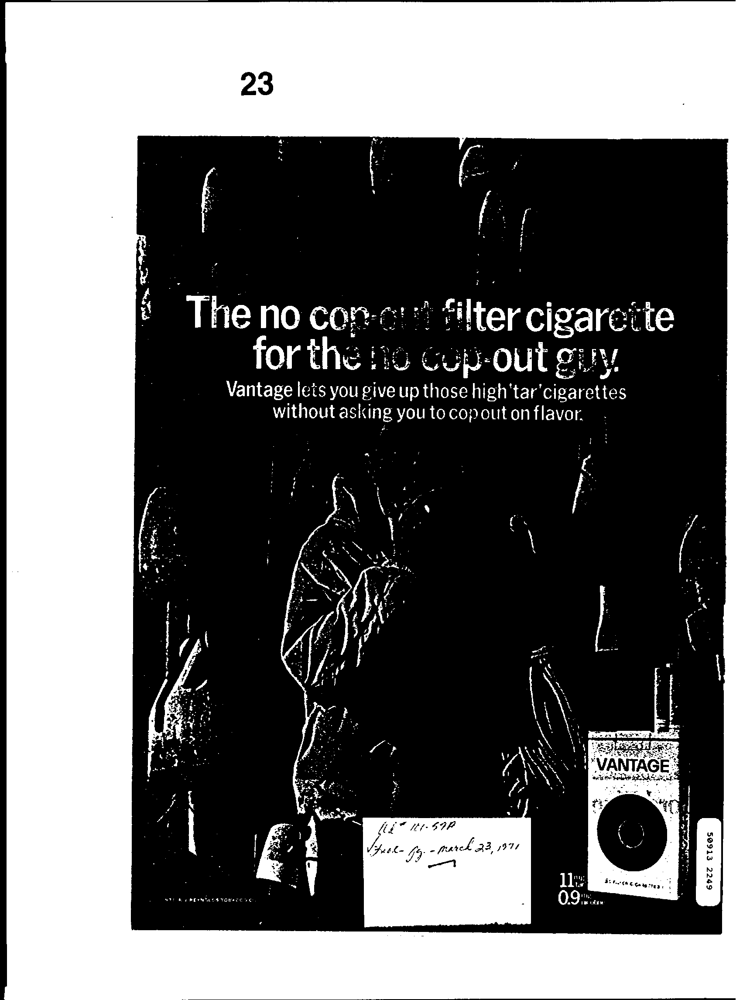 23
The no cop-out filter cigarette
for the no cop-out guy.
Vantage lets you give up those high 'tar' cigarettes
without asking you to cop out on flavor.
VANTAGE
March 23, 1971
11 mg
0.9 mg
50913 2249